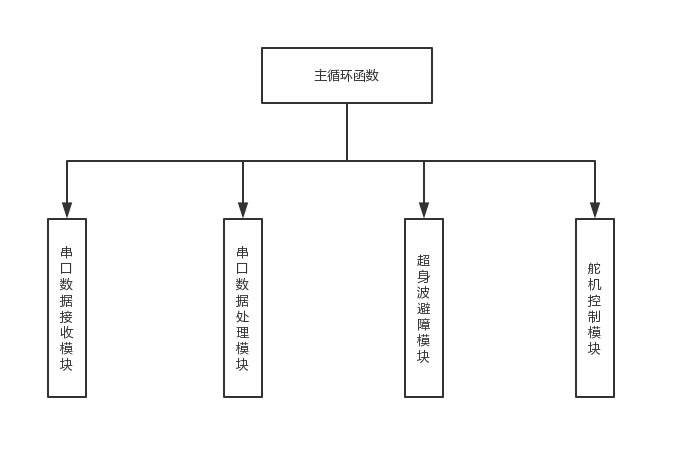 主循环函数
串口数据接收模块
串口数据处理模块
超身波避障模块
舵机控制模块